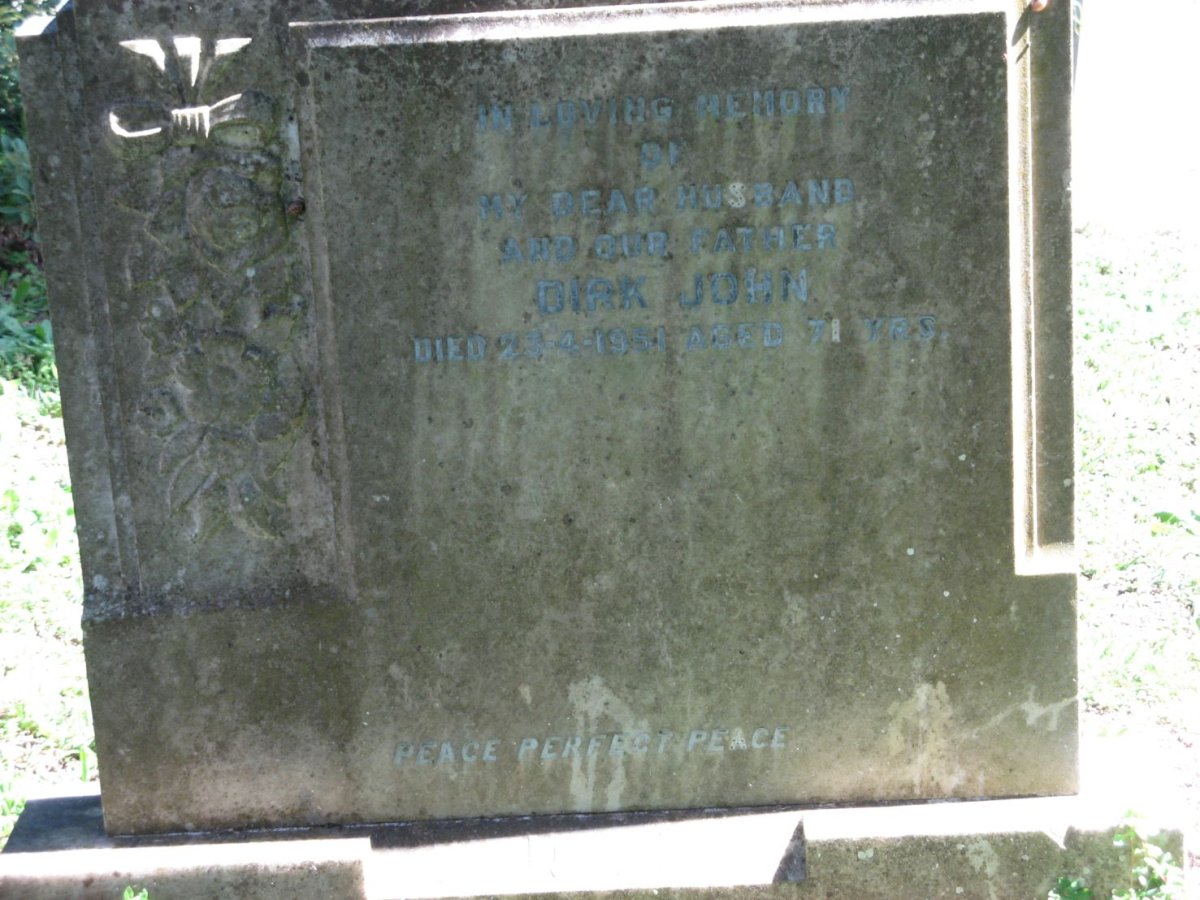 IN LOVING MEMORY
OF
MY DEAR HUSBAND
AND OUR FATHER
DIRK JOHN
DIED 23-4-1951 AGED 71 YRS.
PEACE PERFECT PEACE